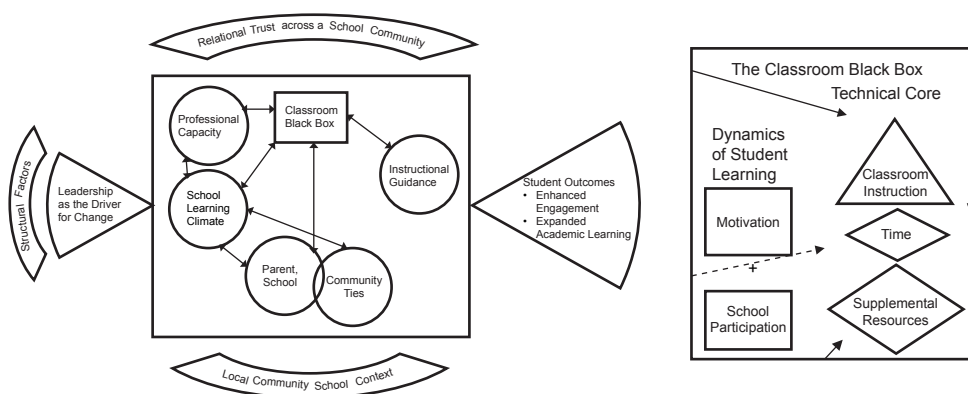 Relational Trust across a School Community
Structural Factors
Leadership
as the Driver
for Change
Professional
Capacity
Classroom
Black Box
School
Learning
Climate
Instructional
Guidance
Parent,
School
Community
Ties
Student Outcomes
• Enhanced
Engagement
• Expanded
Academic Learning
Local Community School Context
The Classroom Black Box
Technical Core
Dynamics
of Student
Learning
Motivation
+
School
Participation
Classroom
Instruction
Time
Supplemental
Resources